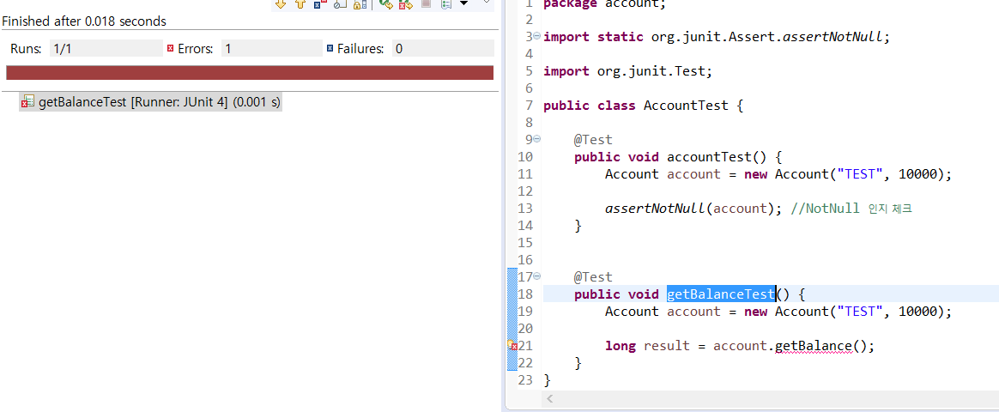 Finished after 0.018 seconds
Runs: 1/1 Errors: 1 Failures: 0
getBalanceTest [Runner: JUnit 4] (0.001 s)
1 package account;
2
3 import static org.junit.Assert.assertNotNull;
4
5 import org.junit.Test;
6
7 public class AccountTest {
8
9 @Test
10 public void accountTest() {
11 Account account = new Account("TEST", 10000);
12
13 assertNotNull(account); //NotNull 인지 체크
14 }
15
16
17 @Test
18 public void getBalanceTest() {
19 Account account = new Account("TEST", 10000);
20
21 long result = account.getBalance();
22 }
23 }